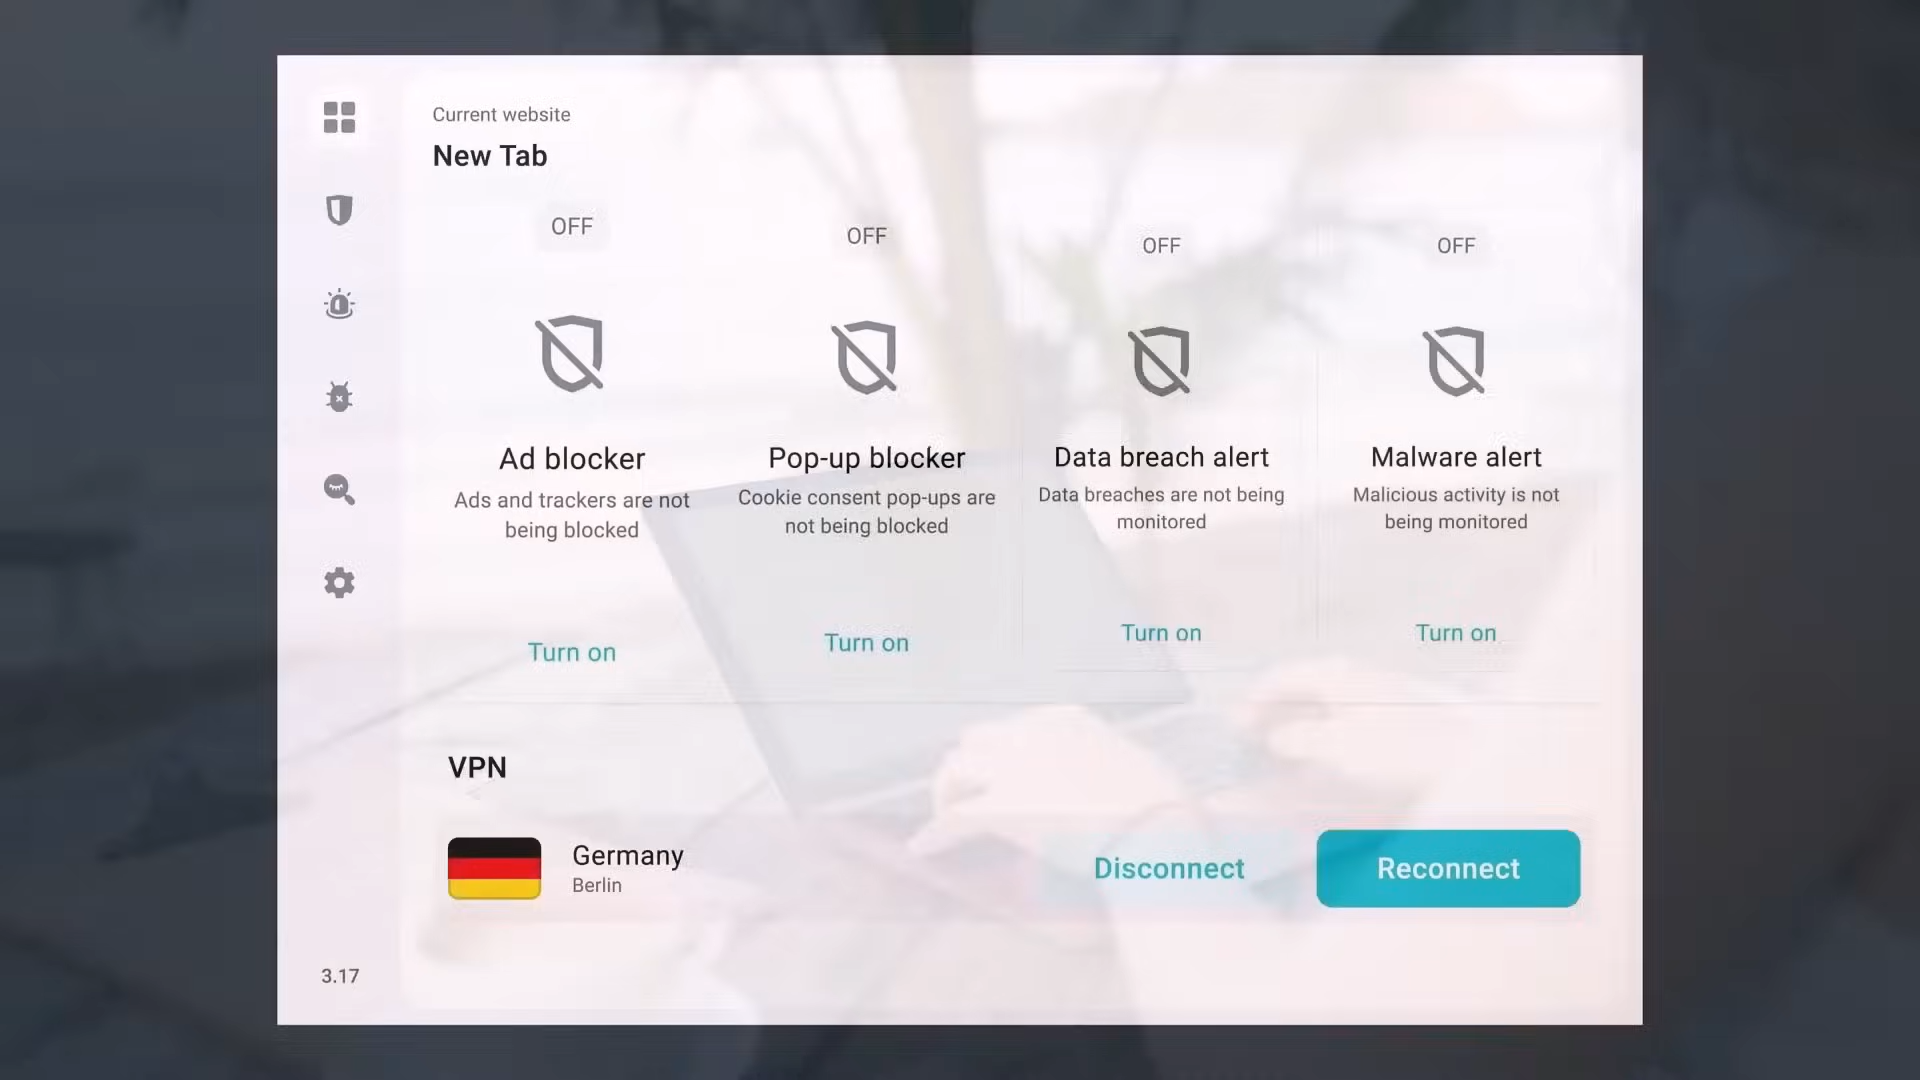 Current website
New Tab
OFF
OFF
OFF
OFF
Ad blocker
Ads and trackers are not
being blocked
Turn on
Pop-up blocker
Cookie consent pop-ups are
not being blocked
Turn on
Data breach alert
Data breaches are not being
monitored
Turn on
Malware alert
Malicious activity is not
being monitored
Turn on
VPN
Germany
Berlin
Disconnect
Reconnect
3.17